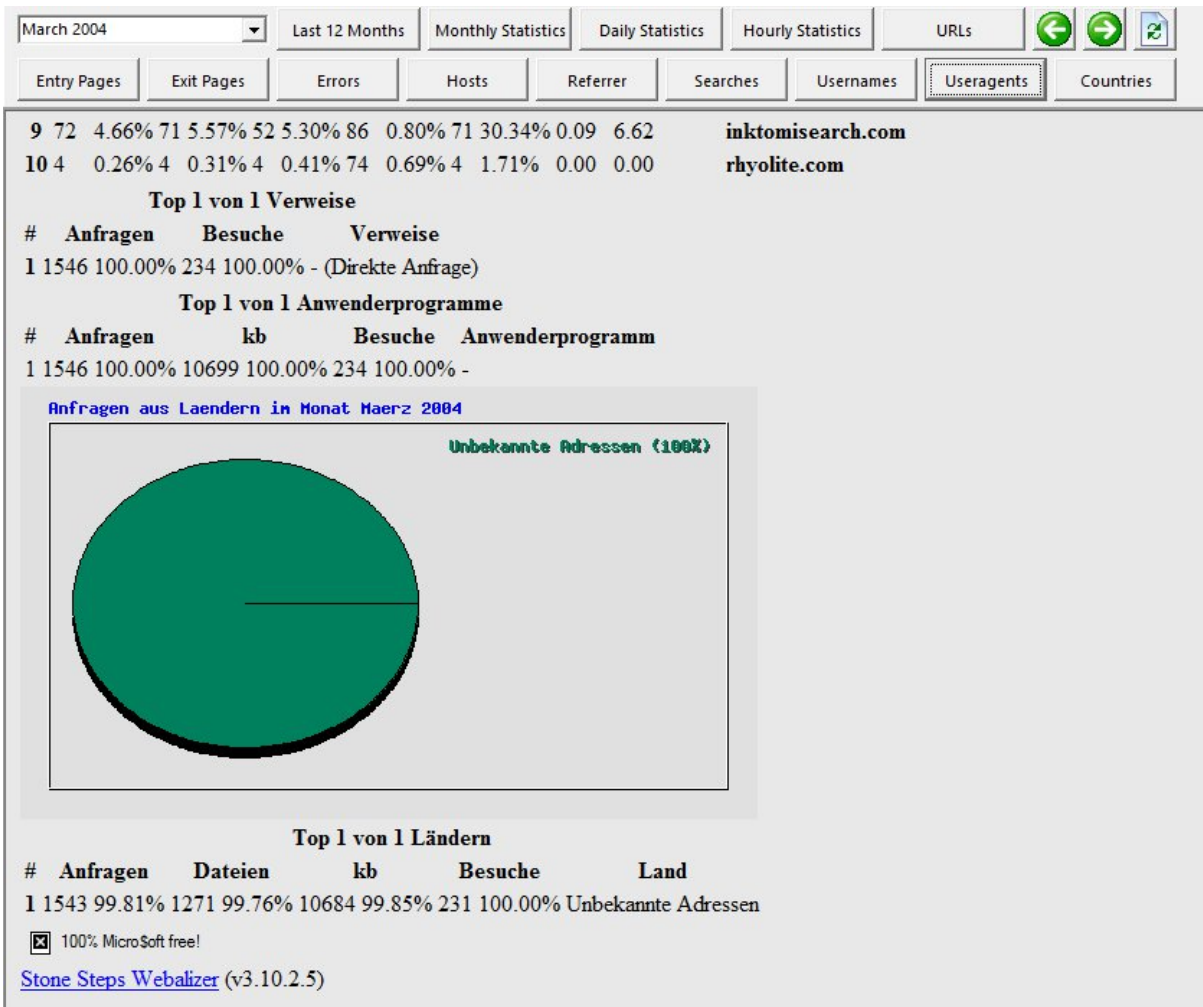 March 2004 Last 12 Months Monthly Statistics Daily Statistics Hourly Statistics URLs
Entry Pages Exit Pages Errors Hosts Referrer Searches Usernames Useragents Countries
9 72 4.66% 71 5.57% 52 5.30% 86 0.80% 71 30.34% 0.09 6.62 inktomisearch.com
10 4 0.26% 4 0.31% 4 0.41% 74 0.69% 4 1.71% 0.00 0.00 rhyolite.com
Top 1 von 1 Verweise
# Anfragen Besuche Verweise
1 1546 100.00% 234 100.00% - (Direkte Anfrage)
Top 1 von 1 Anwenderprogramme
# Anfragen kb Besuche Anwenderprogramm
1 1546 100.00% 10699 100.00% 234 100.00% -
Anfragen aus Laendern im Monat Maerz 2004
Unbekannte Adressen (100%)
Top 1 von 1 Ländern
# Anfragen Dateien kb Besuche Land
1 1543 99.81% 1271 99.76% 10684 99.85% 231 100.00% Unbekannte Adressen
100% Micro$oft free!
Stone Steps Webalizer (v3.10.2.5)